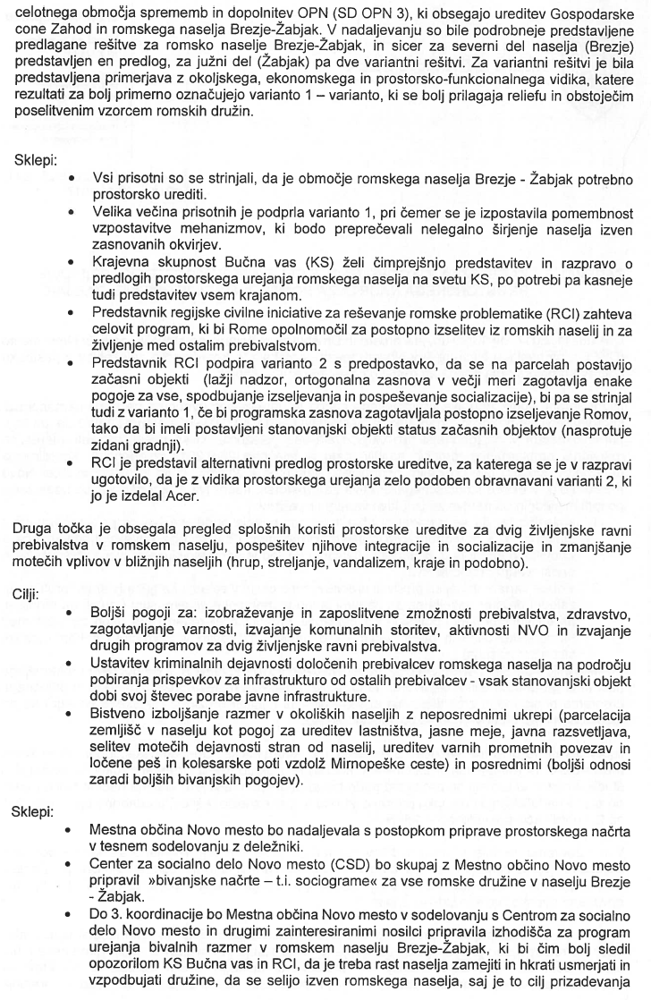 celotnega območja sprememb in dopolnitev OPN (SD OPN 3), ki obsegajo ureditev Gospodarske
cone Zahod in romskega naselja Brezje-Žabjak. V nadaljevanju so bile podrobneje predstavljene
predlagane rešitve za romsko naselje Brezje-Žabjak, in sicer za severni del naselja (Brezje)
predstavljen en predlog, za južni del (Žabjak) pa dve variantni rešitvi. Za variantni rešitvi je bila
predstavljena primerjava z okoljskega, ekonomskega in prostorsko-funkcionalnega vidika, katere
rezultati za bolj primerno označujejo varianto 1 – varianto, ki se bolj prilagaja reliefu in obstoječim
poselitvenim vzorcem romskih družin.
Sklepi:
• Vsi prisotni so se strinjali, da je območje romskega naselja Brezje - Žabjak potrebno
prostorsko urediti.
• Velika večina prisotnih je podprla varianto 1, pri čemer se je izpostavila pomembnost
vzpostavitve mehanizmov, ki bodo preprečevali nelegalno širjenje naselja izven
zasnovanih okvirjev.
• Krajevna skupnost Bučna vas (KS) želi čimprejšnjo predstavitev in razpravo o
predlogih prostorskega urejanja romskega naselja na svetu KS, po potrebi pa kasneje
tudi predstavitev vsem krajanom.
• Predstavnik regijske civilne iniciative za reševanje romske problematike (RCI) zahteva
celovit program, ki bi Rome opolnomočil za postopno izselitev iz romskih naselij in za
življenje med ostalim prebivalstvom.
• Predstavnik RCI podpira varianto 2 s predpostavko, da se na parcelah postavijo
začasni objekti (lažji nadzor, ortogonalna zasnova v večji meri zagotavlja enake
pogoje za vse, spodbujanje izseljevanja in pospeševanje socializacije), bi pa se strinjal
tudi z varianto 1, če bi programska zasnova zagotavljala postopno izseljevanje Romov,
tako da bi imeli postavljeni stanovanjski objekti status začasnih objektov (nasprotuje
zidani gradnji).
• RCI je predstavil alternativni predlog prostorske ureditve, za katerega se je v razpravi
ugotovilo, da je z vidika prostorskega urejanja zelo podoben obravnavani varianti 2, ki
jo je izdelal Acer.
Druga točka je obsegala pregled splošnih koristi prostorske ureditve za dvig življenjske ravni
prebivalstva v romskem naselju, pospešitev njihove integracije in socializacije in zmanjšanje
motečih vplivov v bližnjih naseljih (hrup, streljanje, vandalizem, kraje in podobno).
Cilji:
• Boljši pogoji za: izobraževanje in zaposlitvene zmožnosti prebivalstva, zdravstvo,
zagotavljanje varnosti, izvajanje komunalnih storitev, aktivnosti NVO in izvajanje
drugih programov za dvig življenjske ravni prebivalstva.
• Ustavitev kriminalnih dejavnosti določenih prebivalcev romskega naselja na področju
pobiranja prispevkov za infrastrukturo od ostalih prebivalcev - vsak stanovanjski objekt
dobi svoj števec porabe javne infrastrukture.
• Bistveno izboljšanje razmer v okoliških naseljih z neposrednimi ukrepi (parcelacija
zemljišč v naselju kot pogoj za ureditev lastništva, jasne meje, javna razsvetljava,
selitev motečih dejavnosti stran od naselij, ureditev varnih prometnih povezav in
ločene peš in kolesarske poti vzdolž Mirnopeške ceste) in posrednimi (boljši odnosi
zaradi boljših bivanjskih pogojev).
Sklepi:
• Mestna občina Novo mesto bo nadaljevala s postopkom priprave prostorskega načrta
v tesnem sodelovanju z deležniki.
• Center za socialno delo Novo mesto (CSD) bo skupaj z Mestno občino Novo mesto
pripravil »bivanjske načrte – t.i. sociograme« za vse romske družine v naselju Brezje
- Žabjak.
• Do 3. koordinacije bo Mestna občina Novo mesto v sodelovanju s Centrom za socialno
delo Novo mesto in drugimi zainteresiranimi nosilci pripravila izhodišča za program
urejanja bivalnih razmer v romskem naselju Brezje-Žabjak, ki bi čim bolj sledil
opozorilom KS Bučna vas in RCI, da je treba rast naselja zamejiti in hkrati usmerjati in
vzpodbujati družine, da se selijo izven romskega naselja, saj je to cilj prizadevanja